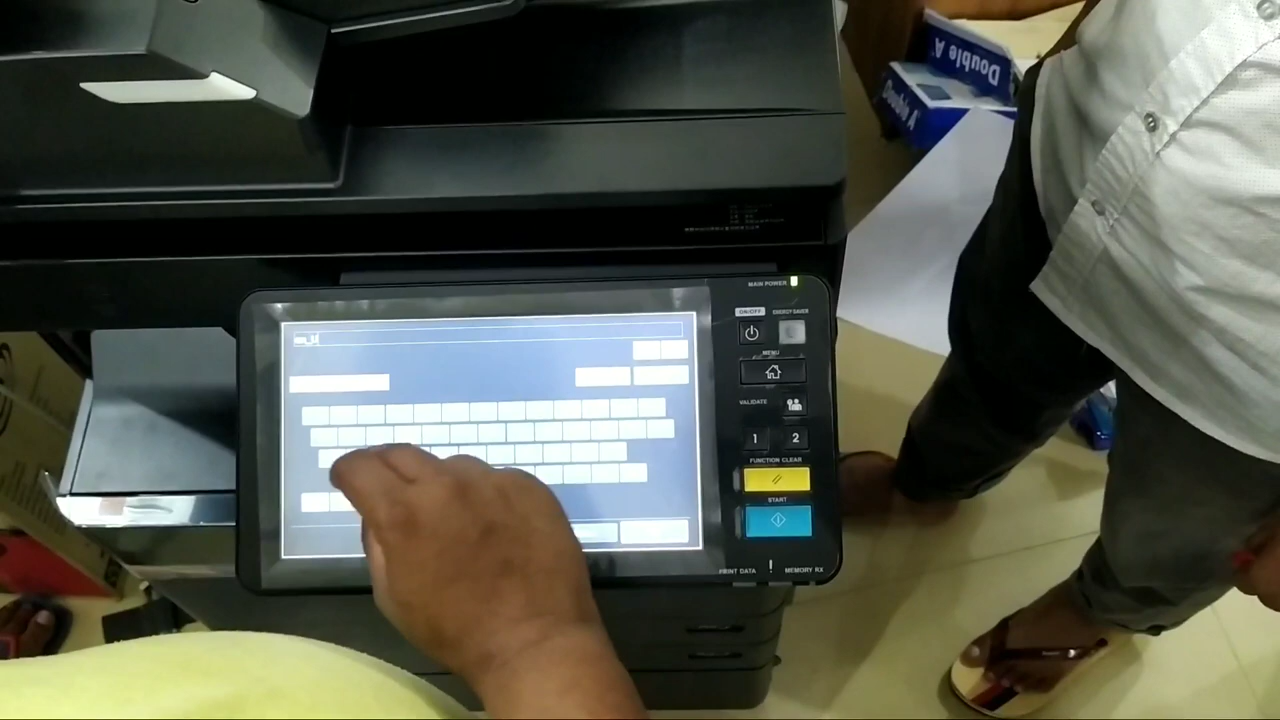 Double A
Double A
MAIN POWER
ON/OFF
ENERGY SAVER
MENU
VALIDATE
1 2
FUNCTION CLEAR
START
PRINT DATA ! MEMORY RX